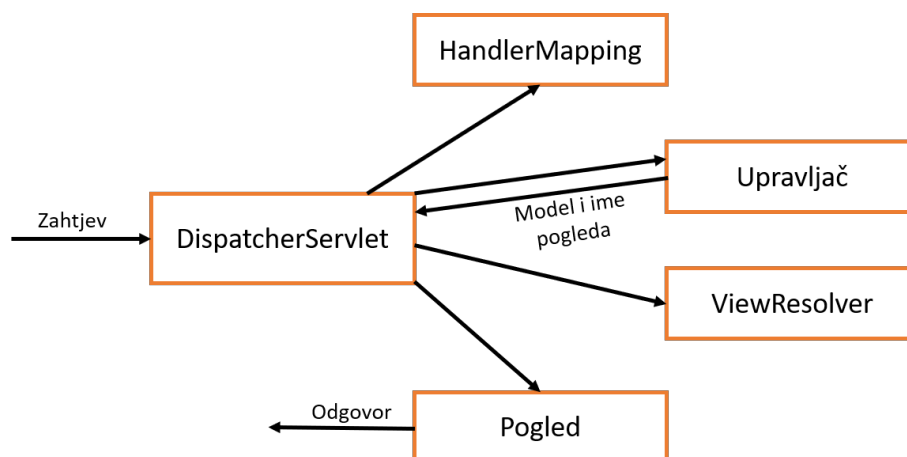 HandlerMapping
Upravljač
Zahtjev
DispatcherServlet
Model i ime
pogleda
ViewResolver
Odgovor
Pogled